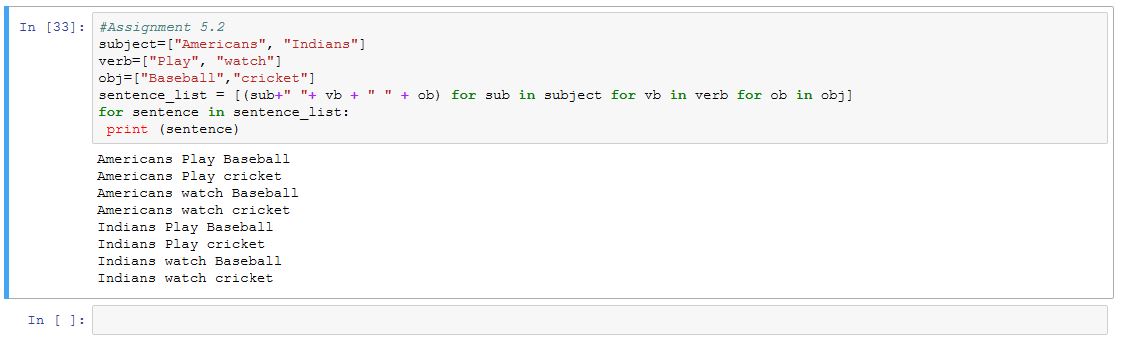 In [33]: #Assignment 5.2
subject=["Americans", "Indians"]
verb=["Play", "watch"]
obj=["Baseball","cricket"]
sentence_list = [(sub+" "+ vb + " " + ob) for sub in subject for vb in verb for ob in obj]
for sentence in sentence_list:
 print (sentence)
Americans Play Baseball
Americans Play cricket
Americans watch Baseball
Americans watch cricket
Indians Play Baseball
Indians Play cricket
Indians watch Baseball
Indians watch cricket
In [ ]: